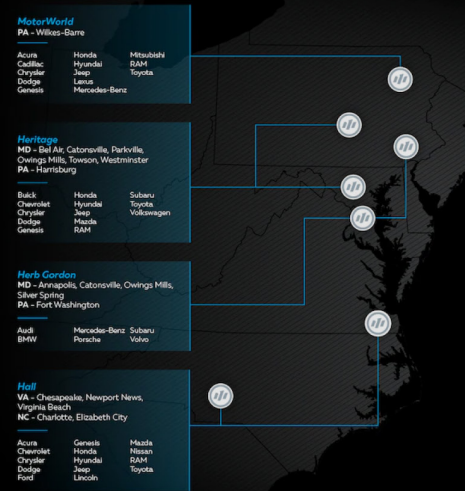 MotorWorld
PA - Wilkes-Barre
Acura Honda Mitsubishi
Cadillac Hyundai RAM
Chrysler Jeep Toyota
Dodge Lexus
Genesis Mercedes-Benz
Heritage
MD - Bel Air, Catonsville, Parkville,
Owings Mills, Towson, Westminster
PA - Harrisburg
Buick Honda Subaru
Chevrolet Hyundai Toyota
Chrysler Jeep Volkswagen
Dodge Mazda
Genesis RAM
Herb Gordon
MD - Annapolis, Catonsville, Owings Mills,
Silver Spring
PA - Fort Washington
Audi Mercedes-Benz Subaru
BMW Porsche Volvo
Hall
VA - Chesapeake, Newport News,
Virginia Beach
NC - Charlotte, Elizabeth City
Acura Genesis Mazda
Chevrolet Honda Nissan
Chrysler Hyundai RAM
Dodge Jeep Toyota
Ford Lincoln